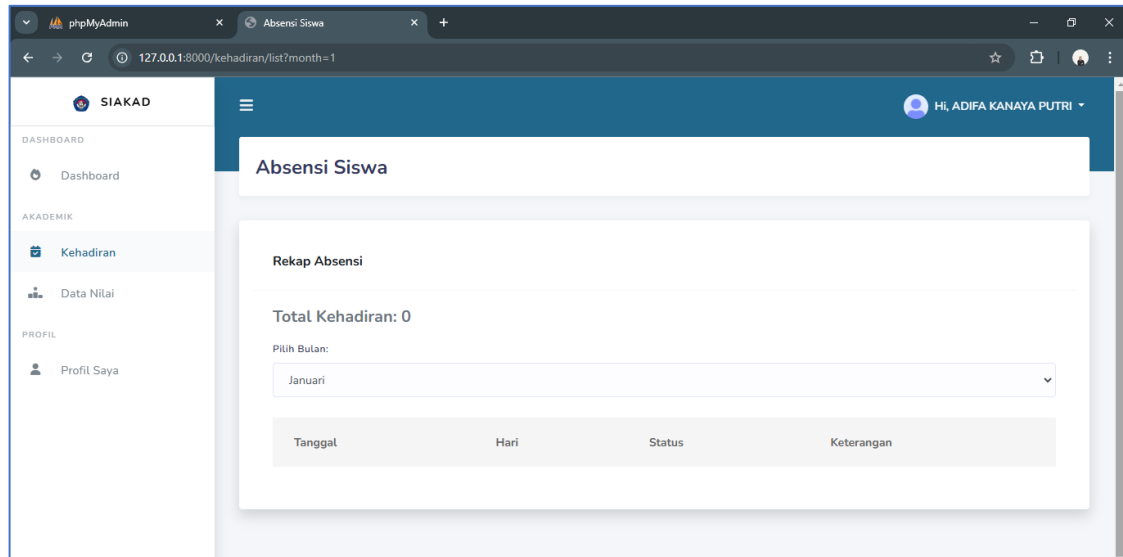 phpMyAdmin
Absensi Siswa
127.0.0.1:8000/kehadiran/list?month=1
SIAKAD
Hi, ADIFA KANAYA PUTRI
DASHBOARD
Dashboard
AKADEMIK
Kehadiran
Data Nilai
PROFIL
Profil Saya
Absensi Siswa
Rekap Absensi
Total Kehadiran: 0
Pilih Bulan:
Januari
Tanggal Hari Status Keterangan